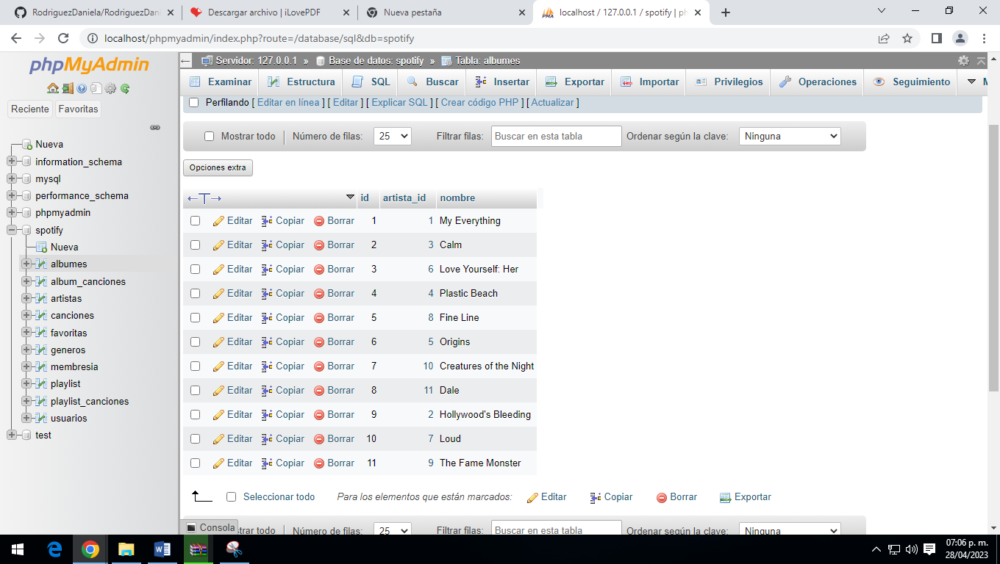 RodriguezDaniela/RodriguezDani
Descargar archivo | iLovePDF
Nueva pestaña
localhost / 127.0.0.1 / spotify | ph
localhost/phpmyadmin/index.php?route=/database/sql&db=spotify
phpMyAdmin
Reciente Favoritas
Nueva
information_schema
mysql
performance_schema
phpmyadmin
spotify
Nueva
albumes
album_canciones
artistas
canciones
favoritas
generos
membresia
playlist
playlist_canciones
usuarios
test
Servidor: 127.0.0.1 » Base de datos: spotify » Tabla: albumes
Examinar Estructura SQL Buscar Insertar Exportar Importar Privilegios Operaciones Seguimiento M
Perfilando [ Editar en línea ] [ Editar ] [ Explicar SQL ] [ Crear código PHP ] [ Actualizar ]
Mostrar todo | Número de filas: 25 Filtrar filas: Buscar en esta tabla Ordenar según la clave: Ninguna
Opciones extra
←T→ id artista_id nombre
Editar Copiar Borrar 1 1 My Everything
Editar Copiar Borrar 2 3 Calm
Editar Copiar Borrar 3 6 Love Yourself: Her
Editar Copiar Borrar 4 4 Plastic Beach
Editar Copiar Borrar 5 8 Fine Line
Editar Copiar Borrar 6 5 Origins
Editar Copiar Borrar 7 10 Creatures of the Night
Editar Copiar Borrar 8 11 Dale
Editar Copiar Borrar 9 2 Hollywood's Bleeding
Editar Copiar Borrar 10 7 Loud
Editar Copiar Borrar 11 9 The Fame Monster
Seleccionar todo Para los elementos que están marcados: Editar Copiar Borrar Exportar
Consola strar todo Número de filas: 25 Filtrar filas: Buscar en esta tabla Ordenar según la clave: Ninguna
07:06 p. m.
28/04/2023